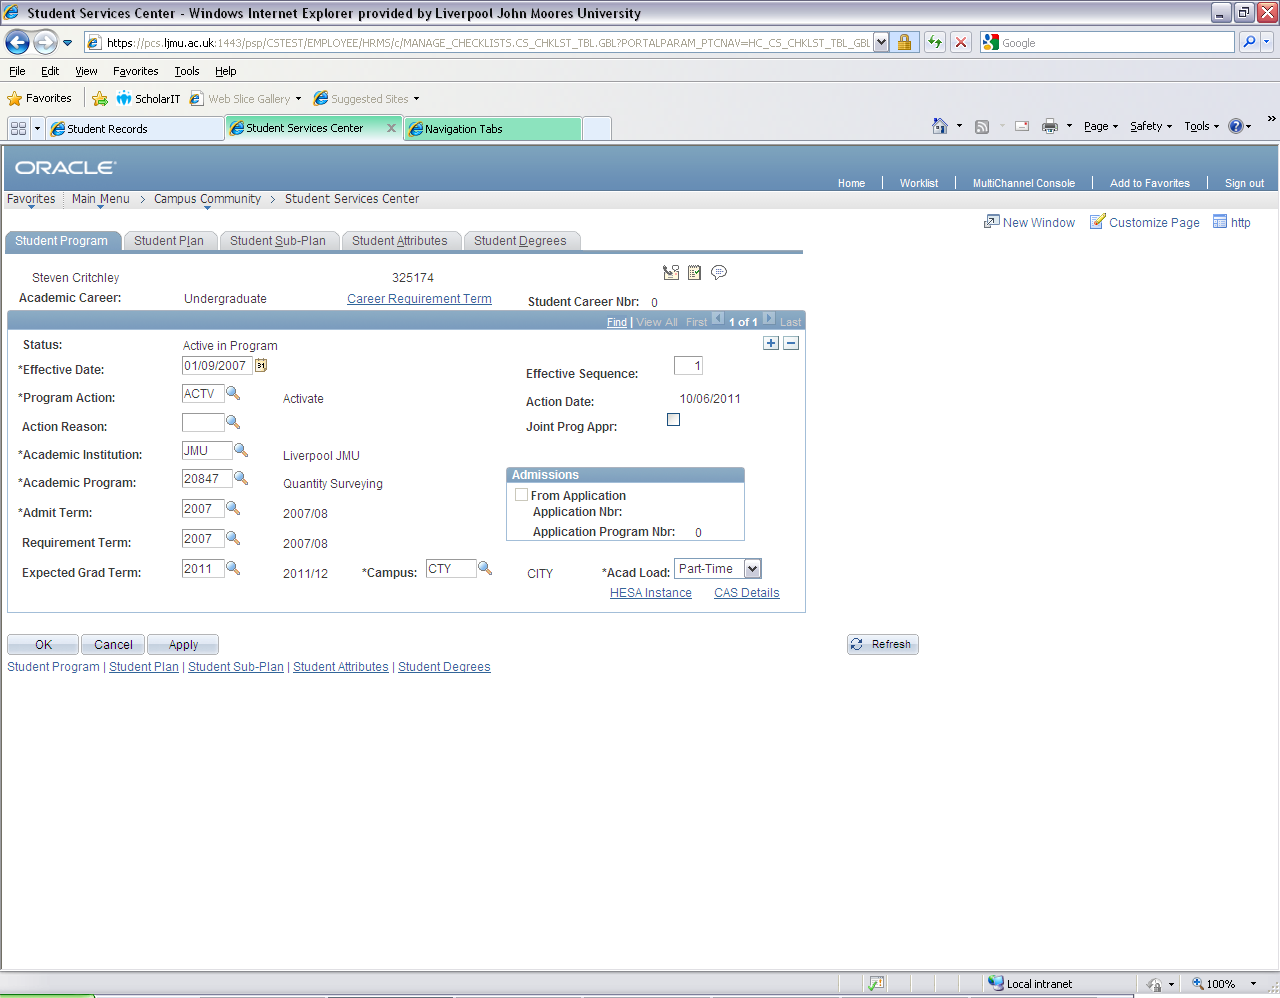 Student Services Center - Windows Internet Explorer provided by Liverpool John Moores University
https://pcs.ljmu.ac.uk:1443/psp/CSTEST/EMPLOYEE/HRMS/c/MANAGE_CHECKLISTS.CS_CHKLST_TBL.GBL?PORTALPARAM_PTCNAV=HC_CS_CHKLST_TBL_GBL Google
File Edit View Favorites Tools Help
Favorites ScholarIT Web Slice Gallery Suggested Sites
Student Records Student Services Center Navigation Tabs Page Safety Tools
ORACLE
Home Worklist MultiChannel Console Add to Favorites Sign out
Favorites Main Menu > Campus Community > Student Services Center
New Window Customize Page http
Student Program Student Plan Student Sub-Plan Student Attributes Student Degrees
Steven Critchley 325174
Academic Career: Undergraduate Career Requirement Term Student Career Nbr: 0
Find | View All First 1 of 1 Last
Status: Active in Program
*Effective Date: 01/09/2007 31 Effective Sequence: 1
*Program Action: ACTV Activate Action Date: 10/06/2011
Action Reason: Joint Prog Appr:
*Academic Institution: JMU Liverpool JMU
*Academic Program: 20847 Quantity Surveying
Admissions
From Application
Application Nbr:
Application Program Nbr: 0
*Admit Term: 2007 2007/08
Requirement Term: 2007 2007/08
Expected Grad Term: 2011 2011/12 *Campus: CTY CITY *Acad Load: Part-Time
HESA Instance CAS Details
OK Cancel Apply Refresh
Student Program | Student Plan | Student Sub-Plan | Student Attributes | Student Degrees
Local intranet 100%